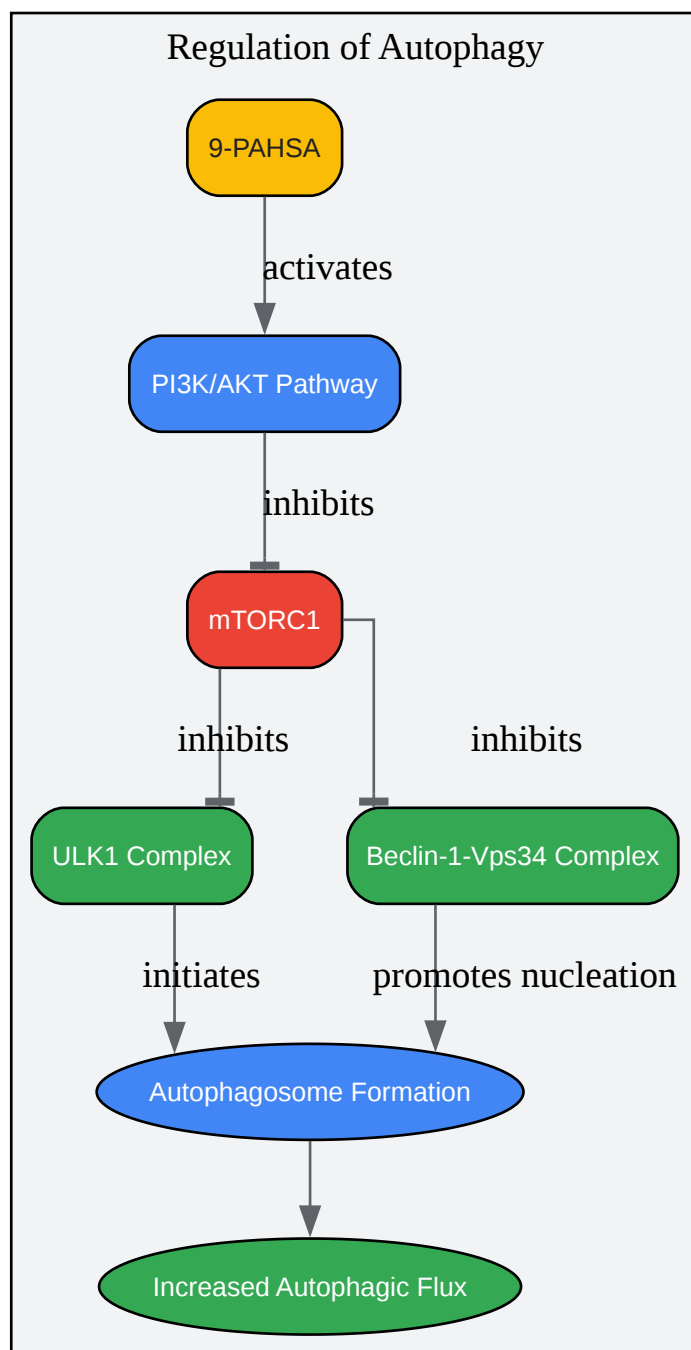 Regulation of Autophagy
9-PAHSA
activates
PI3K/AKT Pathway
inhibits
mTORC1
inhibits
inhibits
ULK1 Complex
Beclin-1-Vps34 Complex
initiates
promotes nucleation
Autophagosome Formation
Increased Autophagic Flux